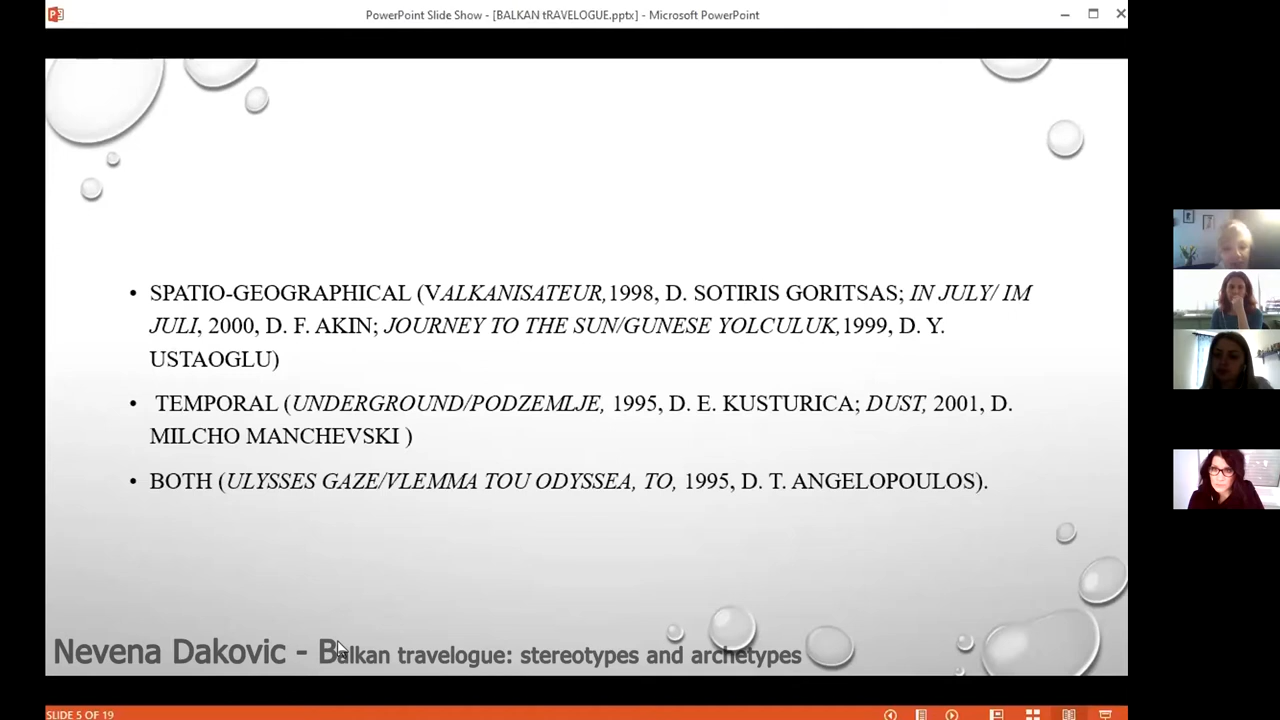 PowerPoint Slide Show - [BALKAN tRAVELOGUE.pptx] - Microsoft PowerPoint
• SPATIO-GEOGRAPHICAL (VALKANISATEUR,1998, D. SOTIRIS GORITSAS; IN JULY/ IM
JULI, 2000, D. F. AKIN; JOURNEY TO THE SUN/GUNESE YOLCULUK,1999, D. Y.
USTAOGLU)
• TEMPORAL (UNDERGROUND/PODZEMLJE, 1995, D. E. KUSTURICA; DUST, 2001, D.
MILCHO MANCHEVSKI )
• BOTH (ULYSSES GAZE/VLEMMA TOU ODYSSEA, TO, 1995, D. T. ANGELOPOULOS).
Nevena Dakovic - Balkan travelogue: stereotypes and archetypes
SLIDE 5 OF 19